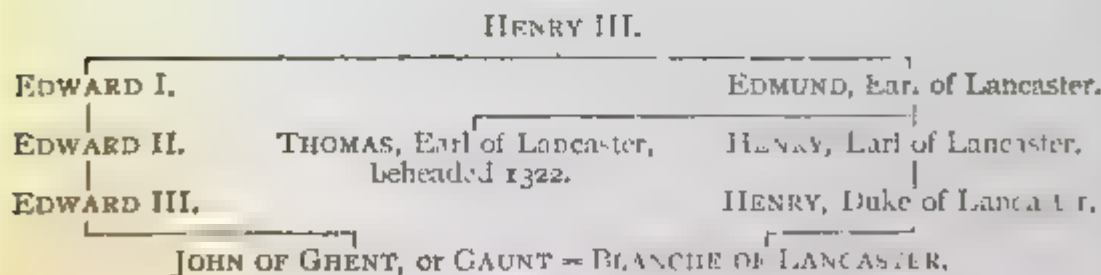 HENRY III.
EDWARD I. EDMUND, Earl of Lancaster.
EDWARD II. THOMAS, Earl of Lancaster, HENRY, Earl of Lancaster.
beheaded 1322.
EDWARD III. HENRY, Duke of Lancaster.
JOHN OF GHENT, or GAUNT = BLANCHE OF LANCASTER.